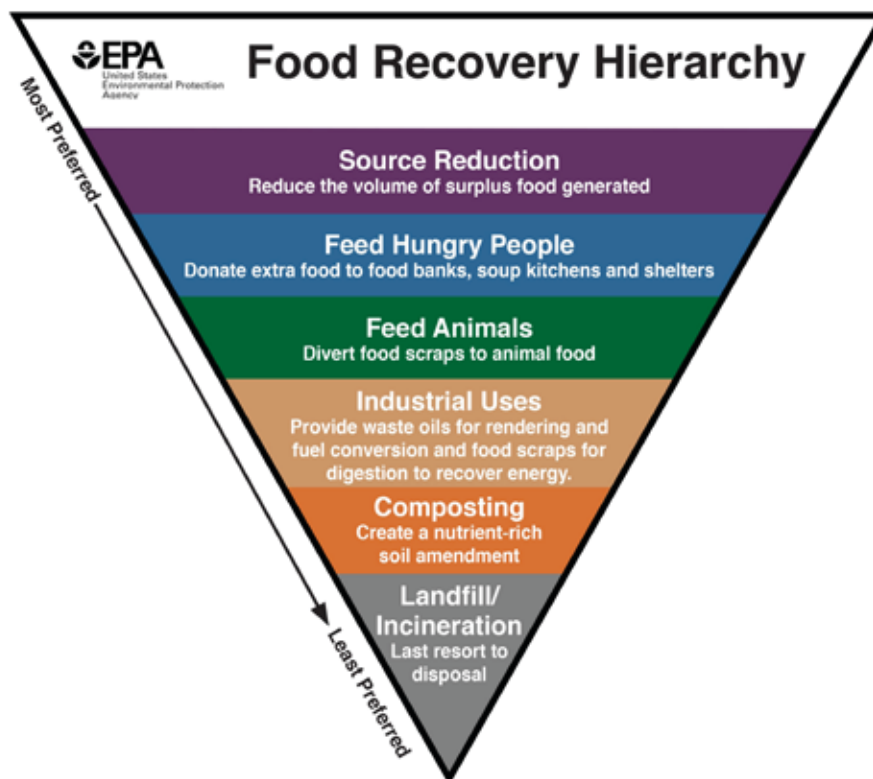 EPA
United States
Environmental Protection
Agency
Food Recovery Hierarchy
Most Preferred
Source Reduction
Reduce the volume of surplus food generated
Feed Hungry People
Donate extra food to food banks, soup kitchens and shelters
Feed Animals
Divert food scraps to animal food
Industrial Uses
Provide waste oils for rendering and
fuel conversion and food scraps for
digestion to recover energy.
Composting
Create a nutrient-rich
soil amendment
Landfill/
Incineration
Last resort to
disposal
Least Preferred